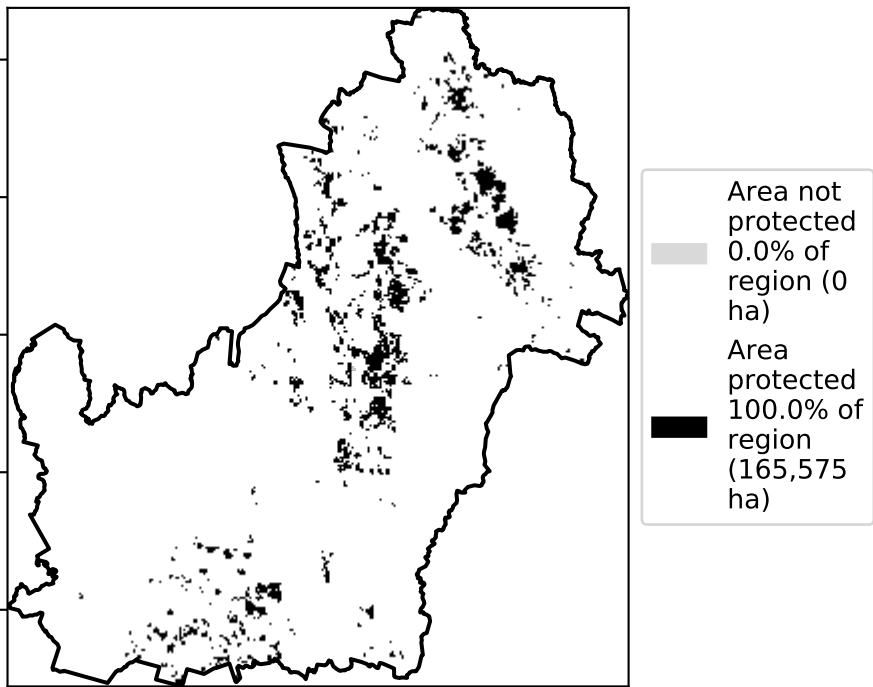 Area not
protected
0.0% of
region (0
ha)
Area
protected
100.0% of
region
(165,575
ha)